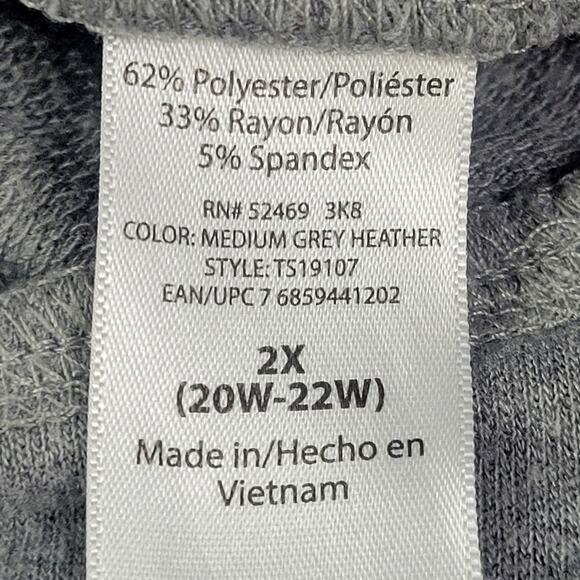 62% Polyester/Poliéster
33% Rayon/Rayón
5% Spandex
RN# 52469 3K8
COLOR: MEDIUM GREY HEATHER
STYLE: TS19107
EAN/UPC 7 6859441202
2X
(20W-22W)
Made in/Hecho en
Vietnam